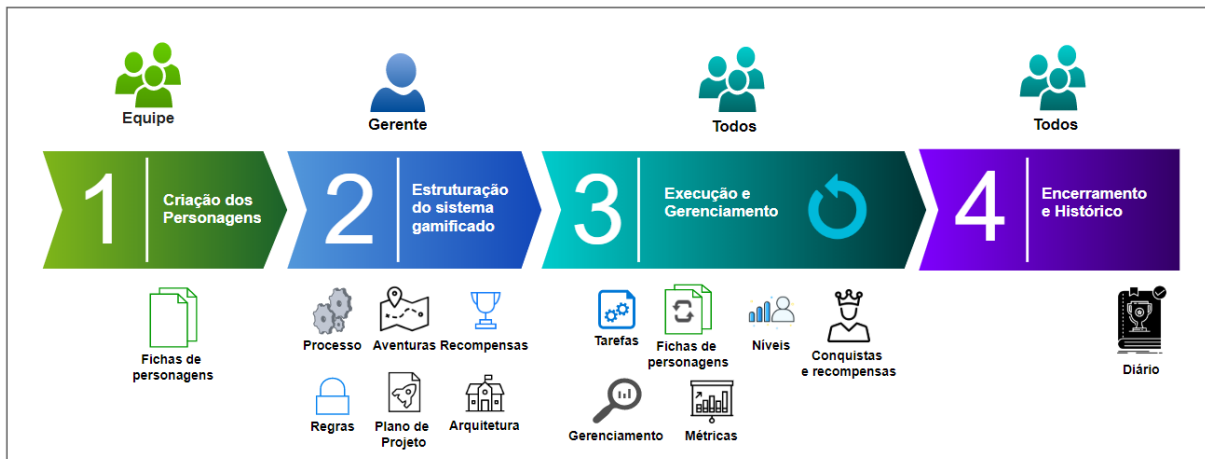 Equipe
Gerente
Todos
Todos
1
Criação dos
Personagens
2
Estruturação
do sistema
gamificado
3
Execução e
Gerenciamento
4
Encerramento
e Histórico
Fichas de
personagens
Processo
Aventuras
Recompensas
Regras
Plano de
Projeto
Arquitetura
Tarefas
Fichas de
personagens
Níveis
Conquistas
e recompensas
Gerenciamento
Métricas
Diário